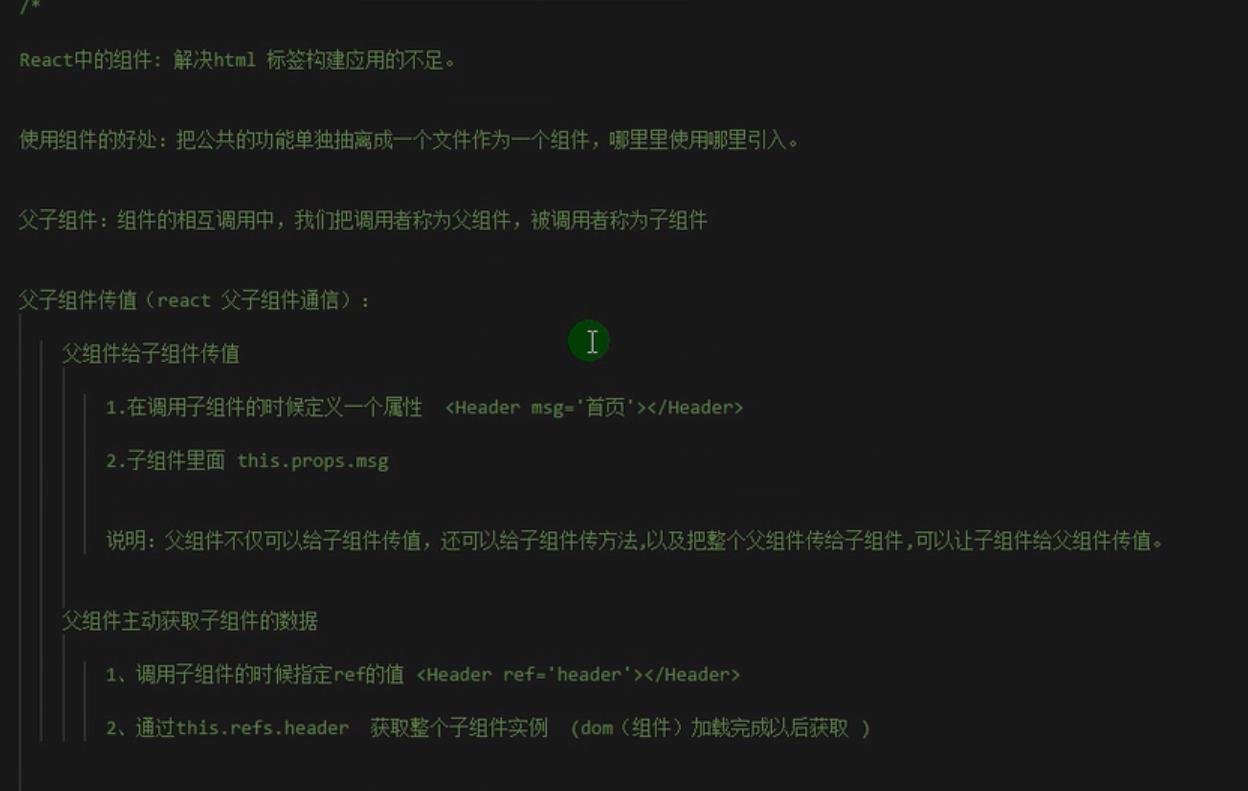 /*
React中的组件: 解决html 标签构建应用的不足。
使用组件的好处：把公共的功能单独抽离成一个文件作为一个组件，哪里里使用哪里引入。
父子组件：组件的相互调用中，我们把调用者称为父组件，被调用者称为子组件
父子组件传值（react 父子组件通信）：
父组件给子组件传值
1.在调用子组件的时候定义一个属性  <Header msg='首页'></Header>
2.子组件里面 this.props.msg
说明：父组件不仅可以给子组件传值，还可以给子组件传方法,以及把整个父组件传给子组件,可以让子组件给父组件传值。
父组件主动获取子组件的数据
1、调用子组件的时候指定ref的值 <Header ref='header'></Header>
2、通过this.refs.header  获取整个子组件实例  (dom（组件）加载完成以后获取 )